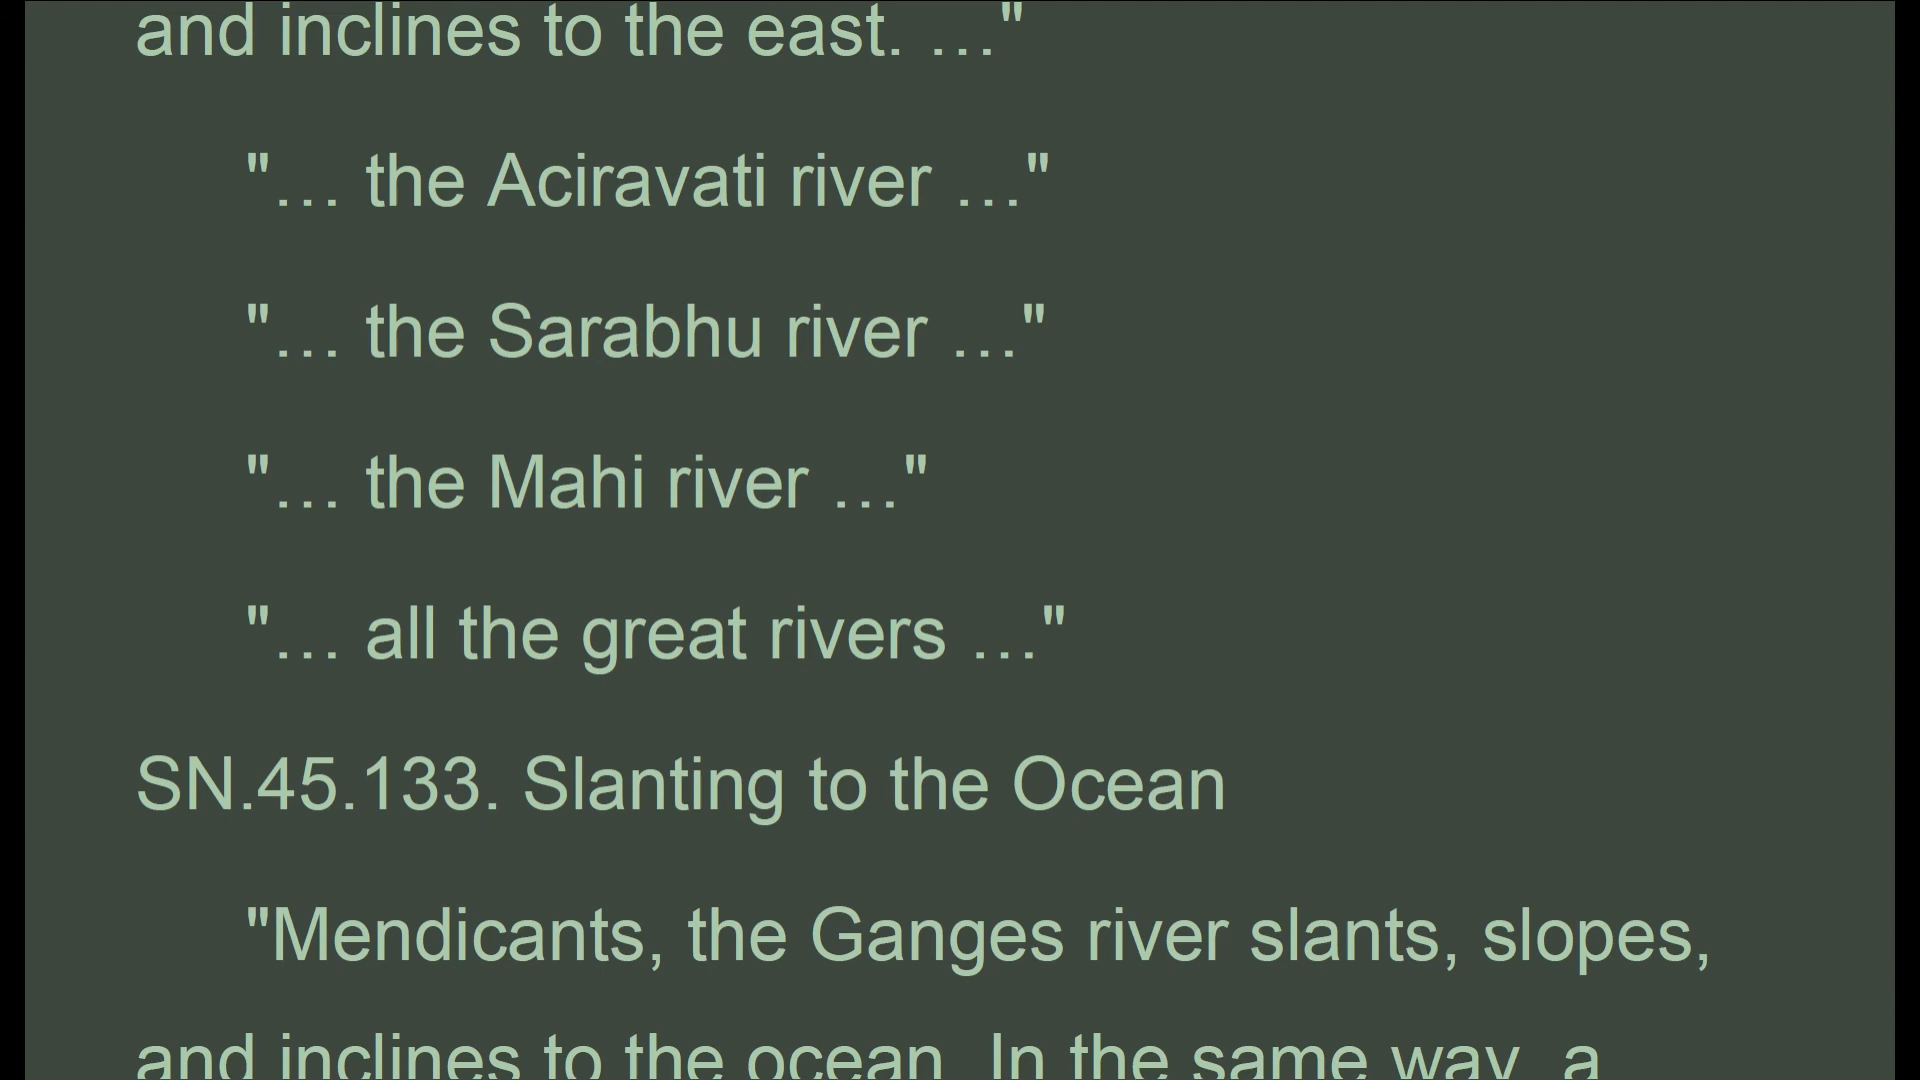 and inclines to the east. …"
"… the Aciravati river …"
"… the Sarabhu river …"
"… the Mahi river …"
"… all the great rivers …"
SN.45.133. Slanting to the Ocean
"Mendicants, the Ganges river slants, slopes,
and inclines to the ocean. In the same way, a